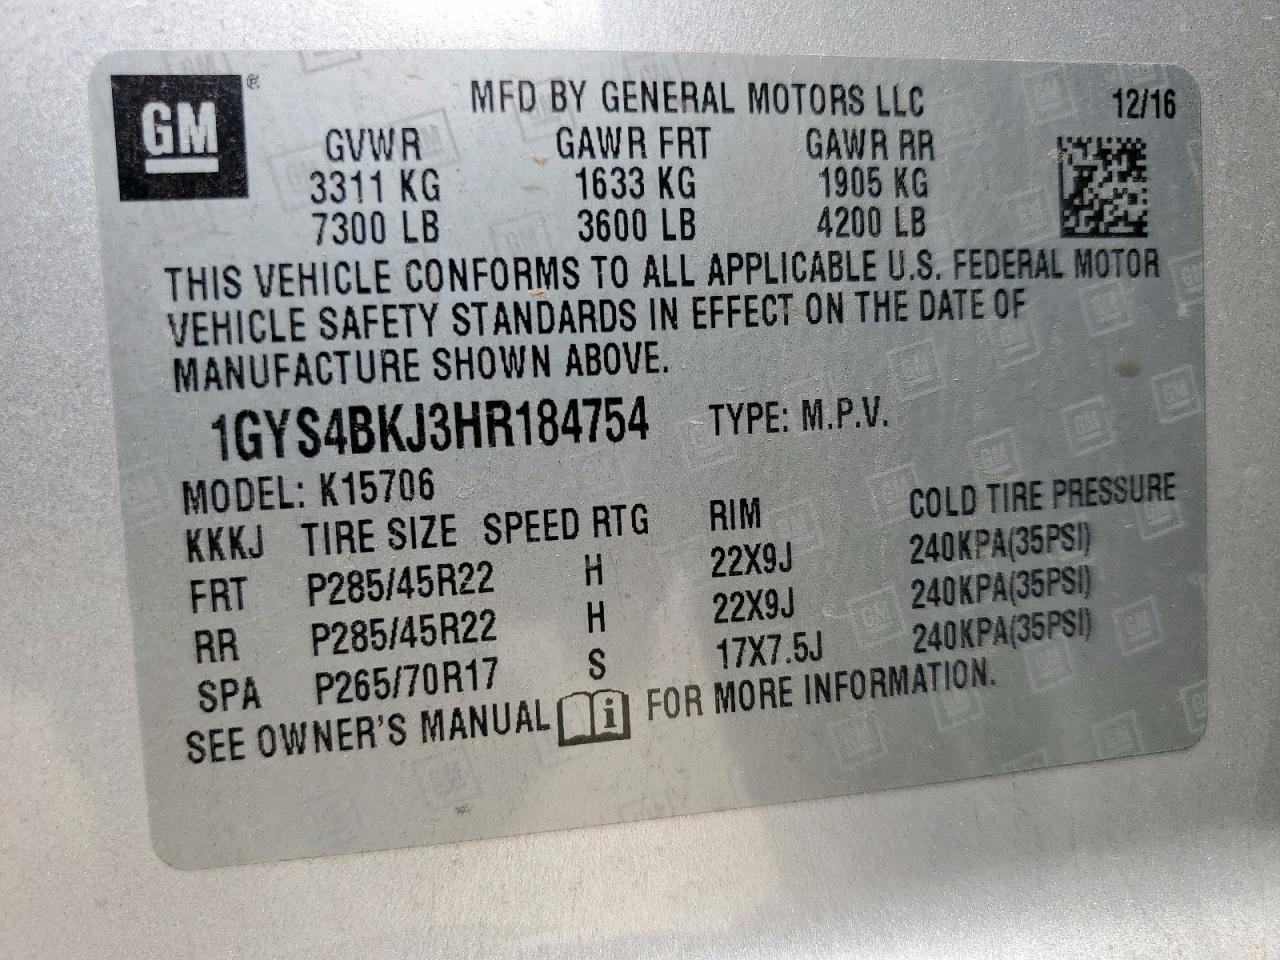 GM® MFD BY GENERAL MOTORS LLC 12/16
GVWR GAWR FRT GAWR RR
3311 KG 1633 KG 1905 KG
7300 LB 3600 LB 4200 LB
THIS VEHICLE CONFORMS TO ALL APPLICABLE U.S. FEDERAL MOTOR
VEHICLE SAFETY STANDARDS IN EFFECT ON THE DATE OF
MANUFACTURE SHOWN ABOVE.
1GYS4BKJ3HR184754 TYPE: M.P.V.
MODEL: K15706
KKKJ TIRE SIZE SPEED RTG RIM COLD TIRE PRESSURE
FRT P285/45R22 H 22X9J 240KPA(35PSI)
RR P285/45R22 H 22X9J 240KPA(35PSI)
SPA P265/70R17 S 17X7.5J 240KPA(35PSI)
SEE OWNER'S MANUAL i FOR MORE INFORMATION.